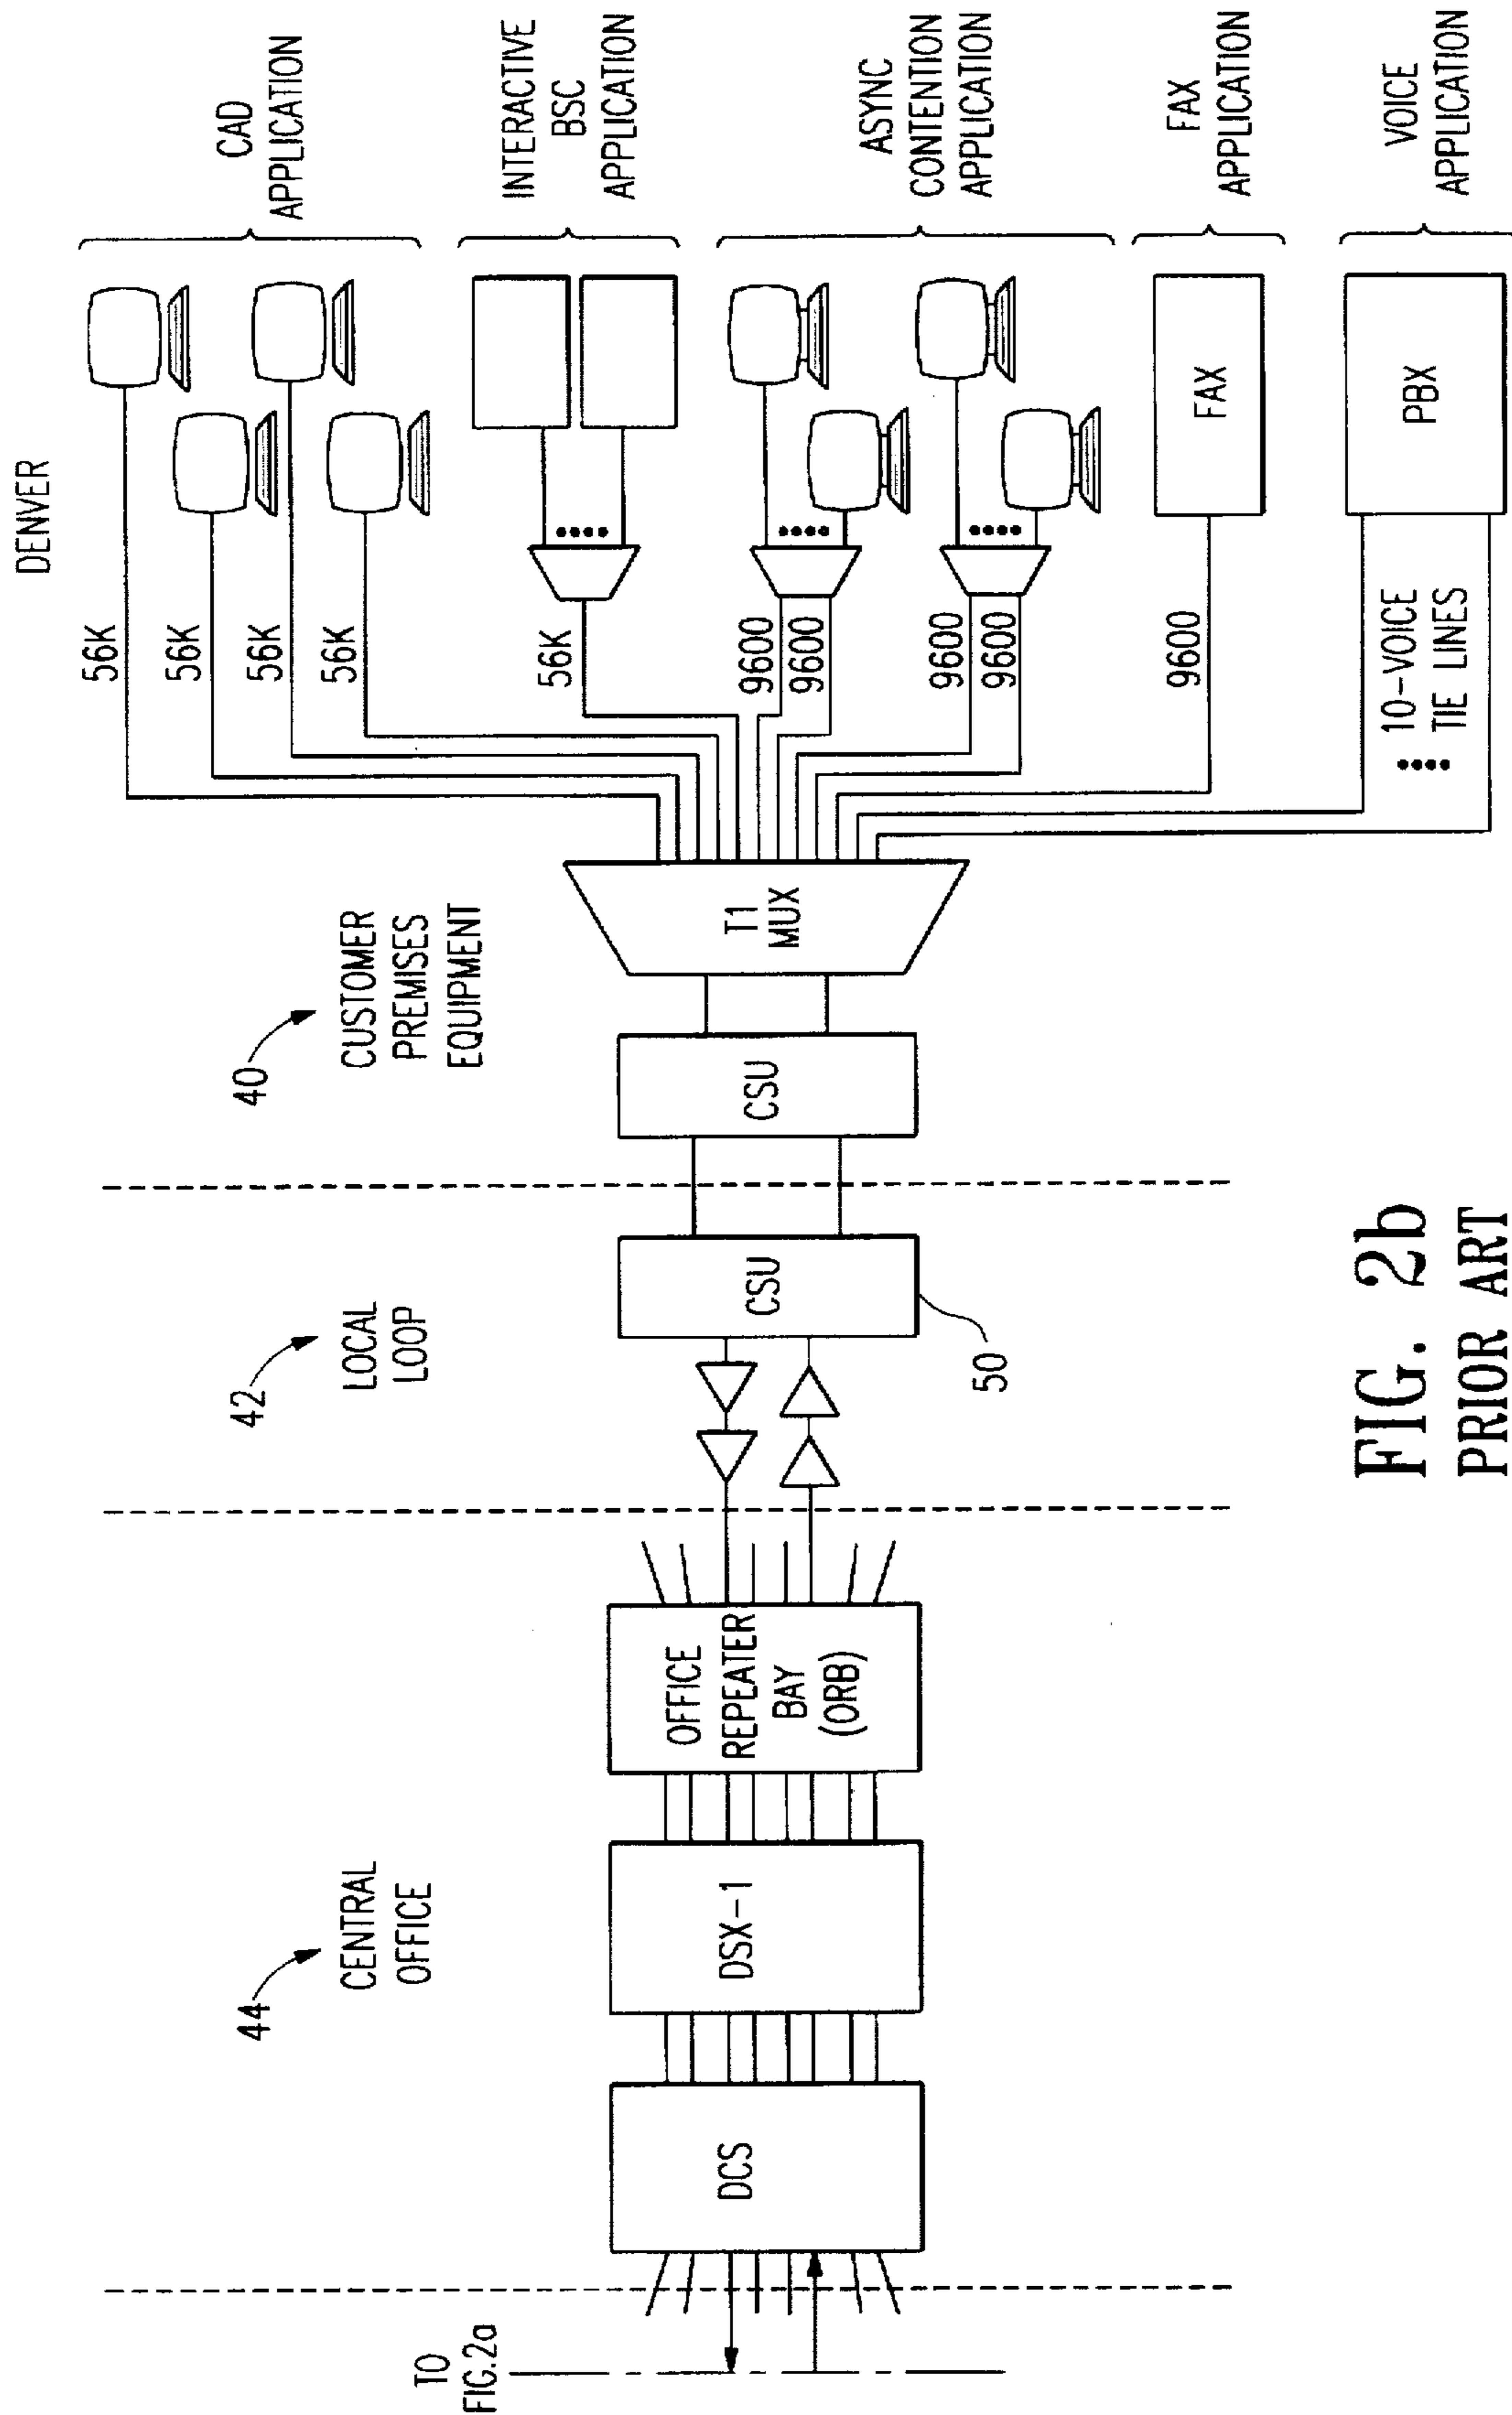 DENVER
44
CENTRAL
OFFICE
42
LOCAL
LOOP
40
CUSTOMER
PREMISES
EQUIPMENT
TO
FIG.2a
DCS
DSX-1
OFFICE
REPEATER
BAY
(ORB)
CSU
50
CSU
T1
MUX
56K
56K
56K
56K
CAD
APPLICATION
56K
INTERACTIVE
BSC
APPLICATION
9600
9600
9600
9600
ASYNC
CONTENTION
APPLICATION
9600
FAX
FAX
APPLICATION
10-VOICE
TIE LINES
PBX
VOICE
APPLICATION
FIG. 2b
PRIOR ART